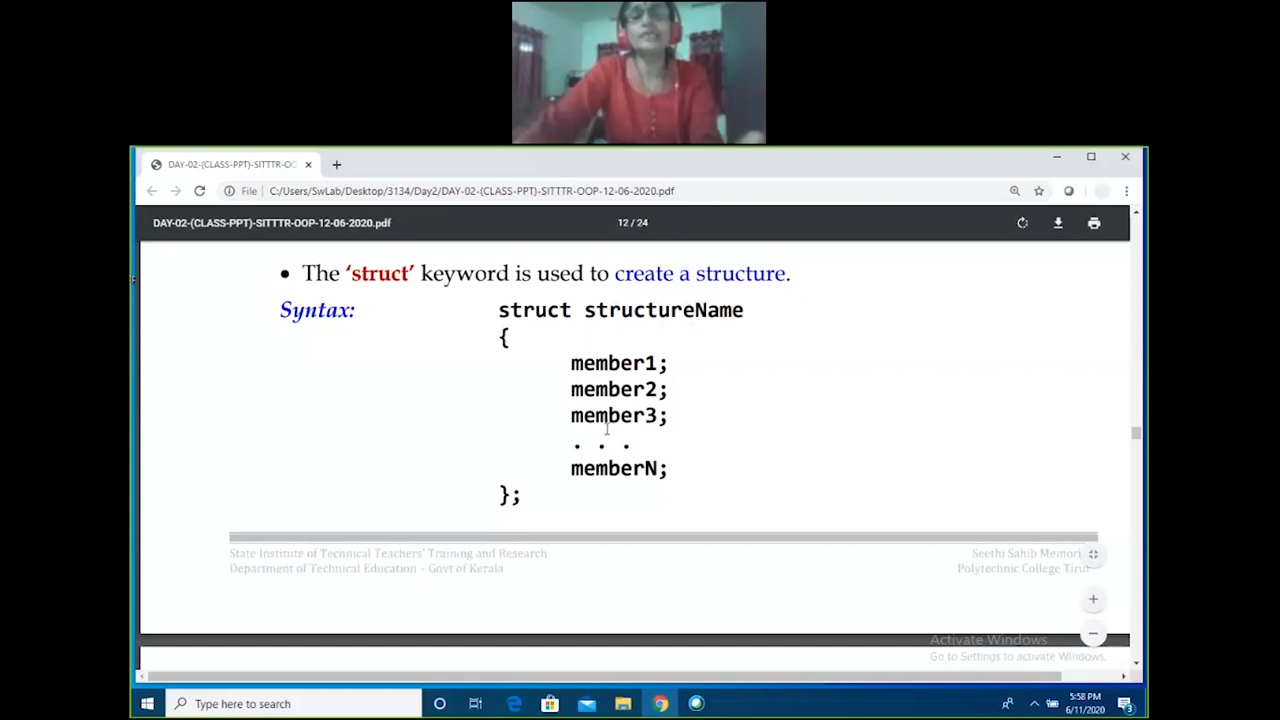 DAY-02-(CLASS-PPT)-SITTTR-OO
File C:/Users/SwLab/Desktop/3134/Day2/DAY-02-(CLASS-PPT)-SITTTR-OOP-12-06-2020.pdf
DAY-02-(CLASS-PPT)-SITTTR-OOP-12-06-2020.pdf 12 / 24
• The ‘struct’ keyword is used to create a structure.
Syntax: struct structureName
{
member1;
member2;
member3;
. . .
memberN;
};
State Institute of Technical Teachers’ Training and Research Seethi Sahib Memori
Department of Technical Education – Govt of Kerala Polytechnic College Tirur
Activate Windows
Go to Settings to activate Windows.
Type here to search
5:58 PM
6/11/2020
3